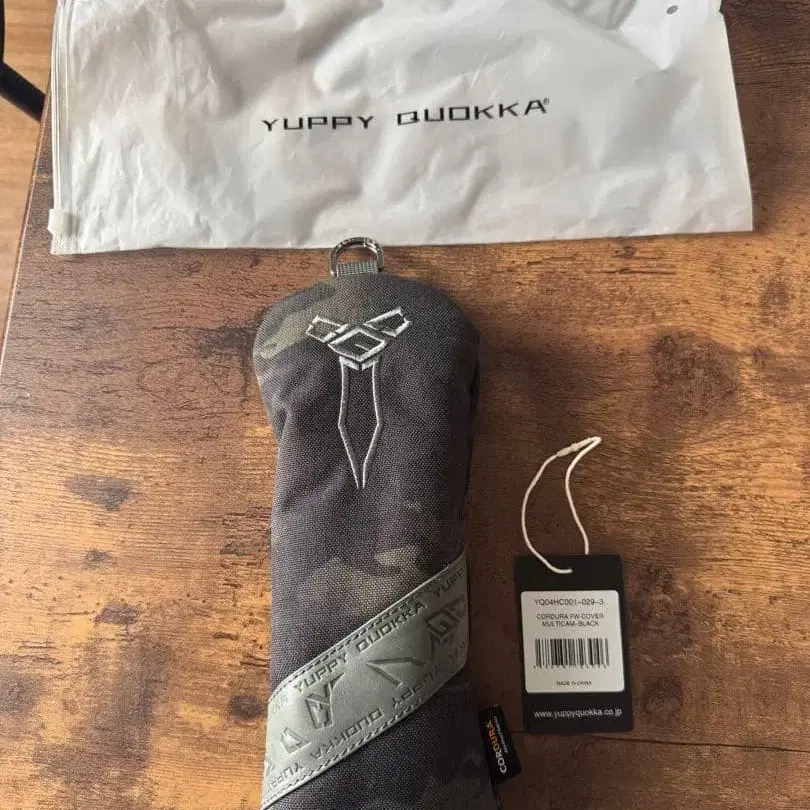 YUPPY QUOKKA®
YUPPY QUOKKA
YUPPY QUOKKA
YUPPY
CORDURA
YQ04HC001-029-3
CORDURA FW COVER
MULTICAM-BLACK
MADE IN CHINA
www.yuppyquokka.co.jp